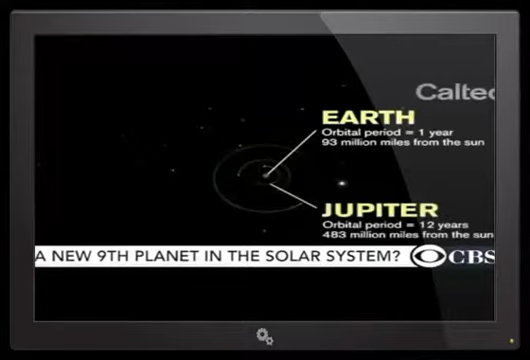 Caltec
EARTH
Orbital period = 1 year
93 million miles from the sun
JUPITER
Orbital period = 12 years
483 million miles from the sun
A NEW 9TH PLANET IN THE SOLAR SYSTEM?
CBS